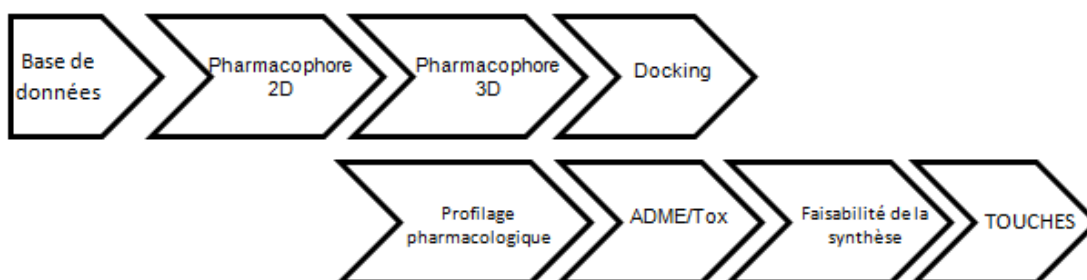 Base de
données
Pharmacophore
2D
Pharmacophore
3D
Docking
Profilage
pharmacologique
ADME/Tox
Faisabilité de la
synthèse
TOUCHES